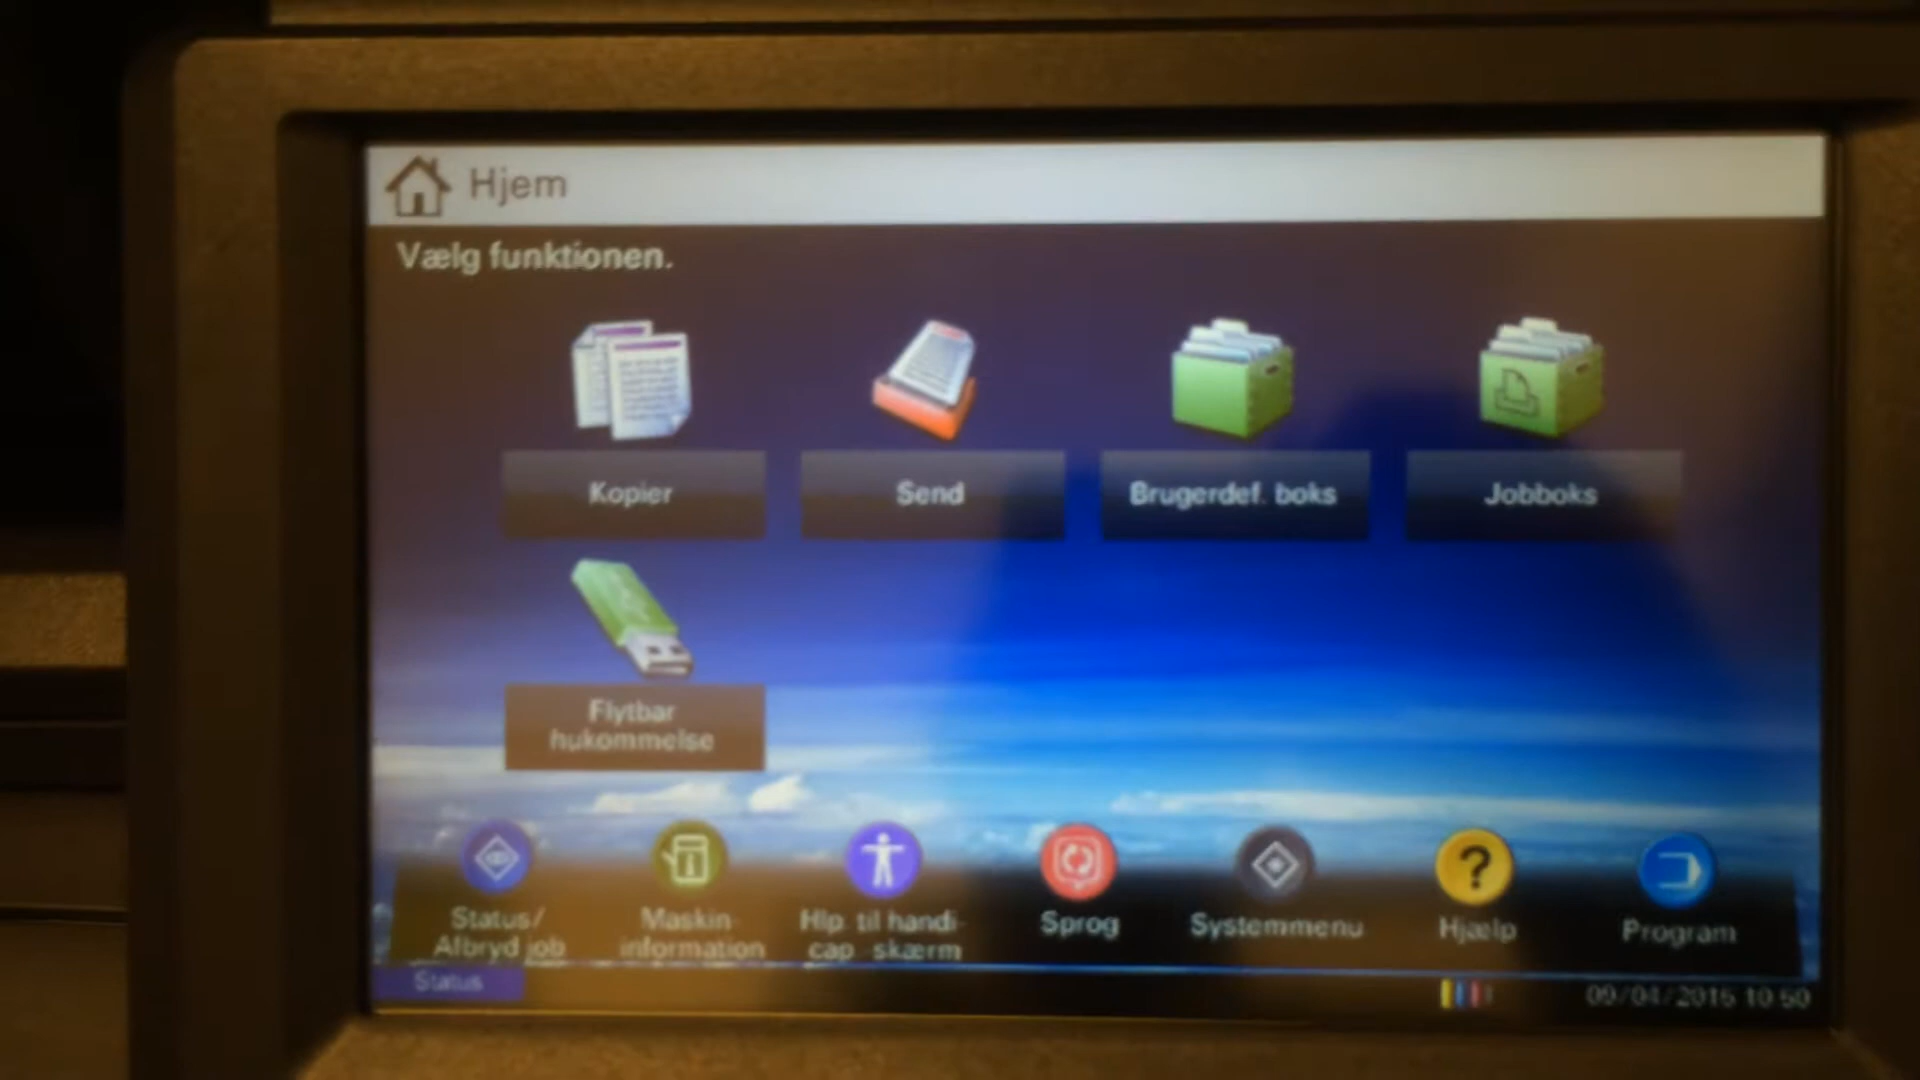 Hjem
Vælg funktionen.
Kopier
Send
Brugerdef. boks
Jobboks
Flytbar
hukommelse
Status/
Afbryd job
Maskin-
information
Hlp. til handi-
cap -skærm
Sprog
Systemmenu
Hjælp
Program
Status